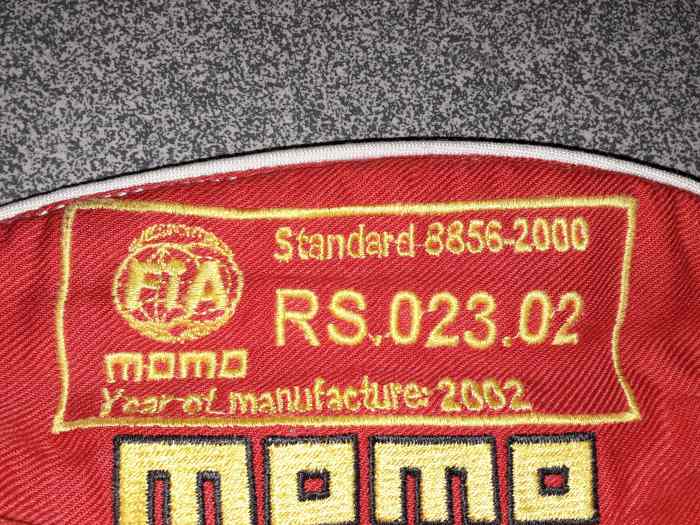 FIA
Standard 8856-2000
RS.023.02
momo
Year of manufacture: 2002
momo